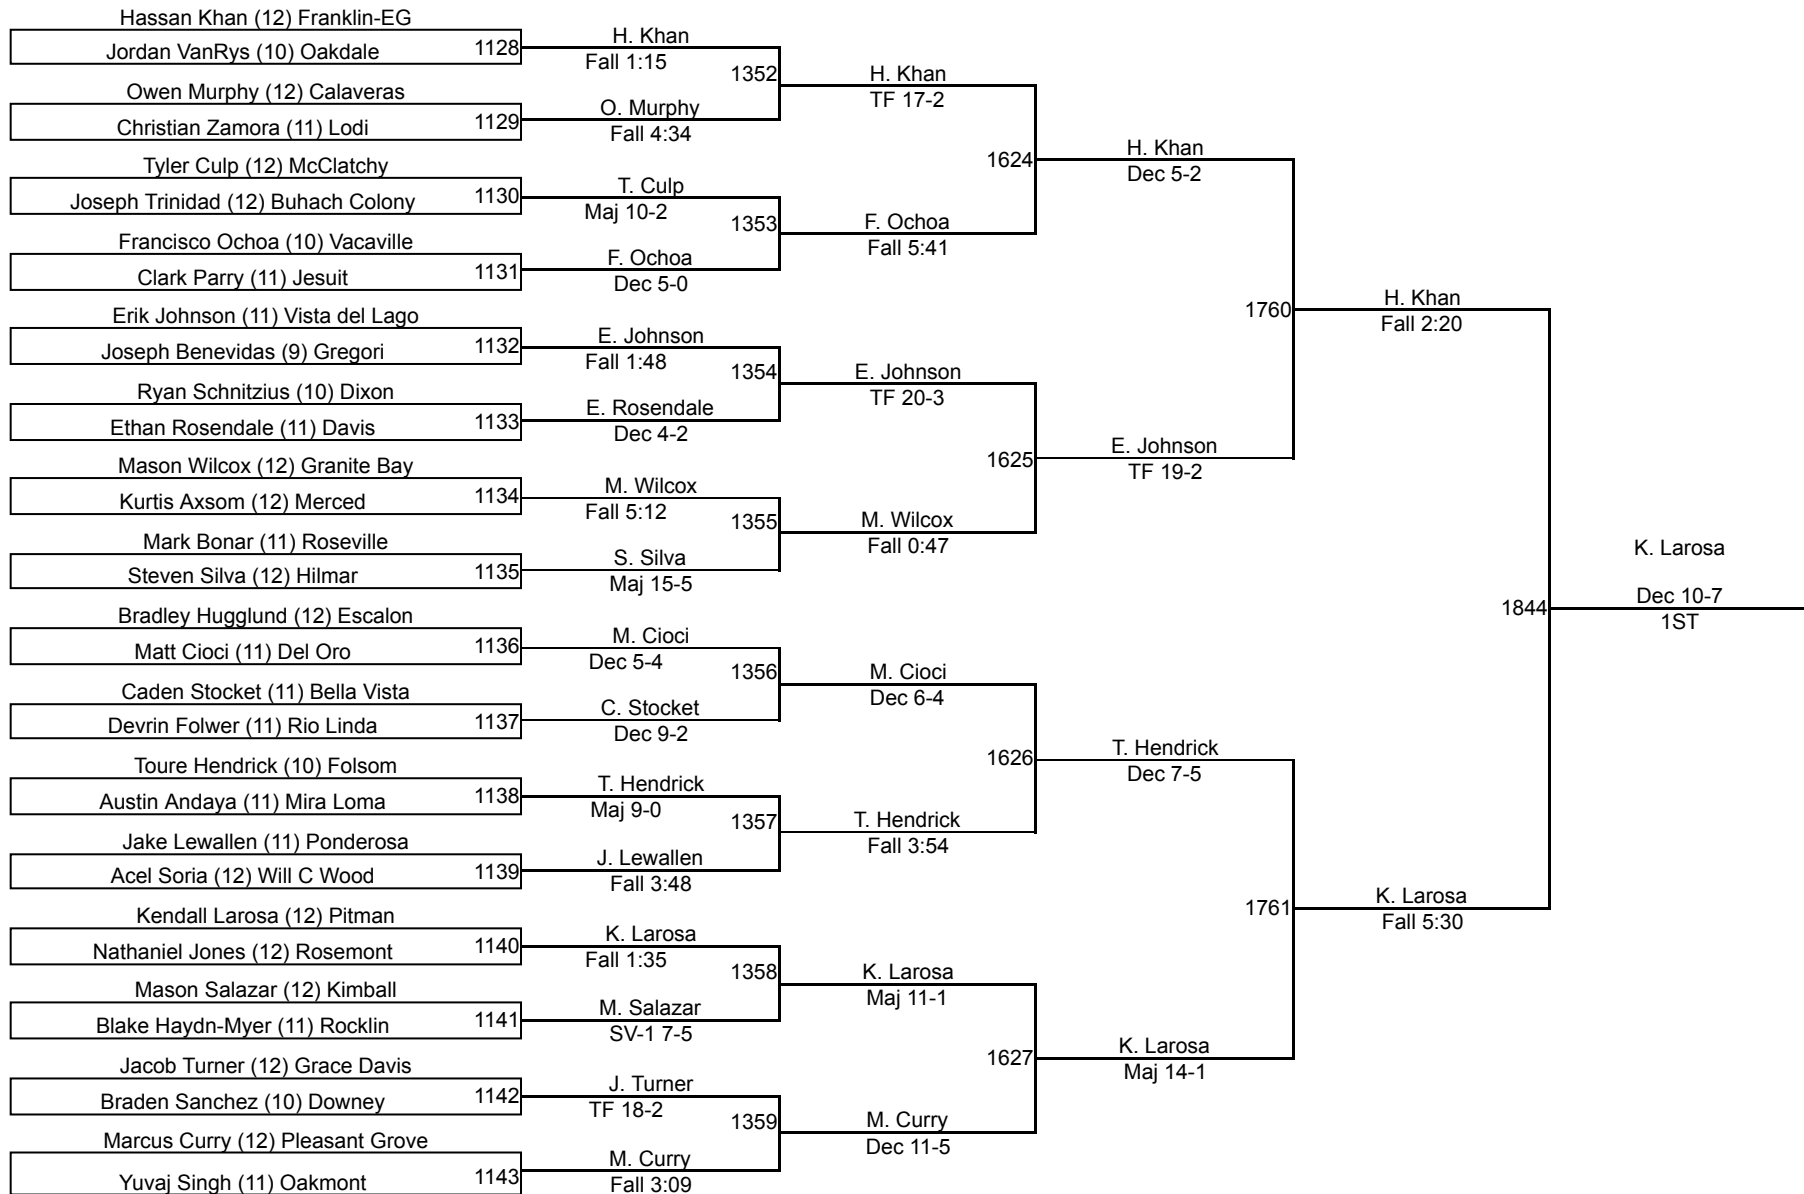 Hassan Khan (12) Franklin-EG
Jordan VanRys (10) Oakdale
1128
Owen Murphy (12) Calaveras
Christian Zamora (11) Lodi
1129
Tyler Culp (12) McClatchy
Joseph Trinidad (12) Buhach Colony
1130
Francisco Ochoa (10) Vacaville
Clark Parry (11) Jesuit
1131
Erik Johnson (11) Vista del Lago
Joseph Benevidas (9) Gregori
1132
Ryan Schnitzius (10) Dixon
Ethan Rosendale (11) Davis
1133
Mason Wilcox (12) Granite Bay
Kurtis Axsom (12) Merced
1134
Mark Bonar (11) Roseville
Steven Silva (12) Hilmar
1135
Bradley Hugglund (12) Escalon
Matt Cioci (11) Del Oro
1136
Caden Stocket (11) Bella Vista
Devrin Folwer (11) Rio Linda
1137
Toure Hendrick (10) Folsom
Austin Andaya (11) Mira Loma
1138
Jake Lewallen (11) Ponderosa
Acel Soria (12) Will C Wood
1139
Kendall Larosa (12) Pitman
Nathaniel Jones (12) Rosemont
1140
Mason Salazar (12) Kimball
Blake Haydn-Myer (11) Rocklin
1141
Jacob Turner (12) Grace Davis
Braden Sanchez (10) Downey
1142
Marcus Curry (12) Pleasant Grove
Yuvaj Singh (11) Oakmont
1143
H. Khan
Fall 1:15
1352
O. Murphy
Fall 4:34
T. Culp
Maj 10-2
1353
F. Ochoa
Dec 5-0
E. Johnson
Fall 1:48
1354
E. Rosendale
Dec 4-2
M. Wilcox
Fall 5:12
1355
S. Silva
Maj 15-5
M. Cioci
Dec 5-4
1356
C. Stocket
Dec 9-2
T. Hendrick
Maj 9-0
1357
J. Lewallen
Fall 3:48
K. Larosa
Fall 1:35
1358
M. Salazar
SV-1 7-5
J. Turner
TF 18-2
1359
M. Curry
Fall 3:09
H. Khan
TF 17-2
1624
F. Ochoa
Fall 5:41
E. Johnson
TF 20-3
1625
M. Wilcox
Fall 0:47
M. Cioci
Dec 6-4
1626
T. Hendrick
Fall 3:54
K. Larosa
Maj 11-1
1627
M. Curry
Dec 11-5
H. Khan
Dec 5-2
1760
E. Johnson
TF 19-2
T. Hendrick
Dec 7-5
1761
K. Larosa
Maj 14-1
H. Khan
Fall 2:20
1844
K. Larosa
Fall 5:30
K. Larosa
Dec 10-7
1ST